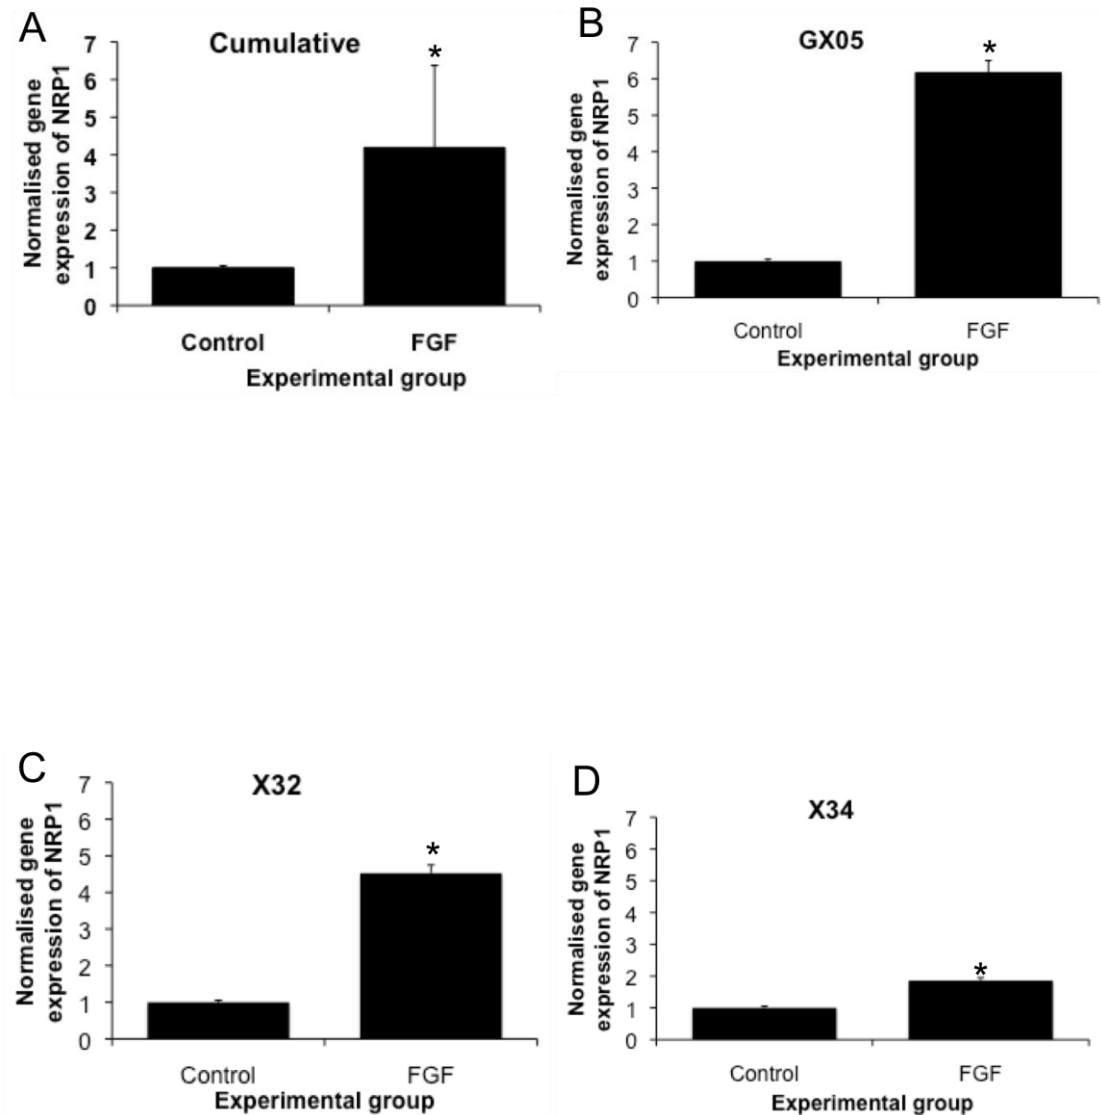 A
Cumulative
Normalised gene
expression of NRP1
7
6
5
4
3
2
1
0
*
Control
FGF
Experimental group
B
GX05
Normalised gene
expression of NRP1
7
6
5
4
3
2
1
0
*
Control
FGF
Experimental group
C
X32
Normalised gene
expression of NRP1
7
6
5
4
3
2
1
0
*
Control
FGF
Experimental group
D
X34
Normalised gene
expression of NRP1
7
6
5
4
3
2
1
0
*
Control
FGF
Experimental group